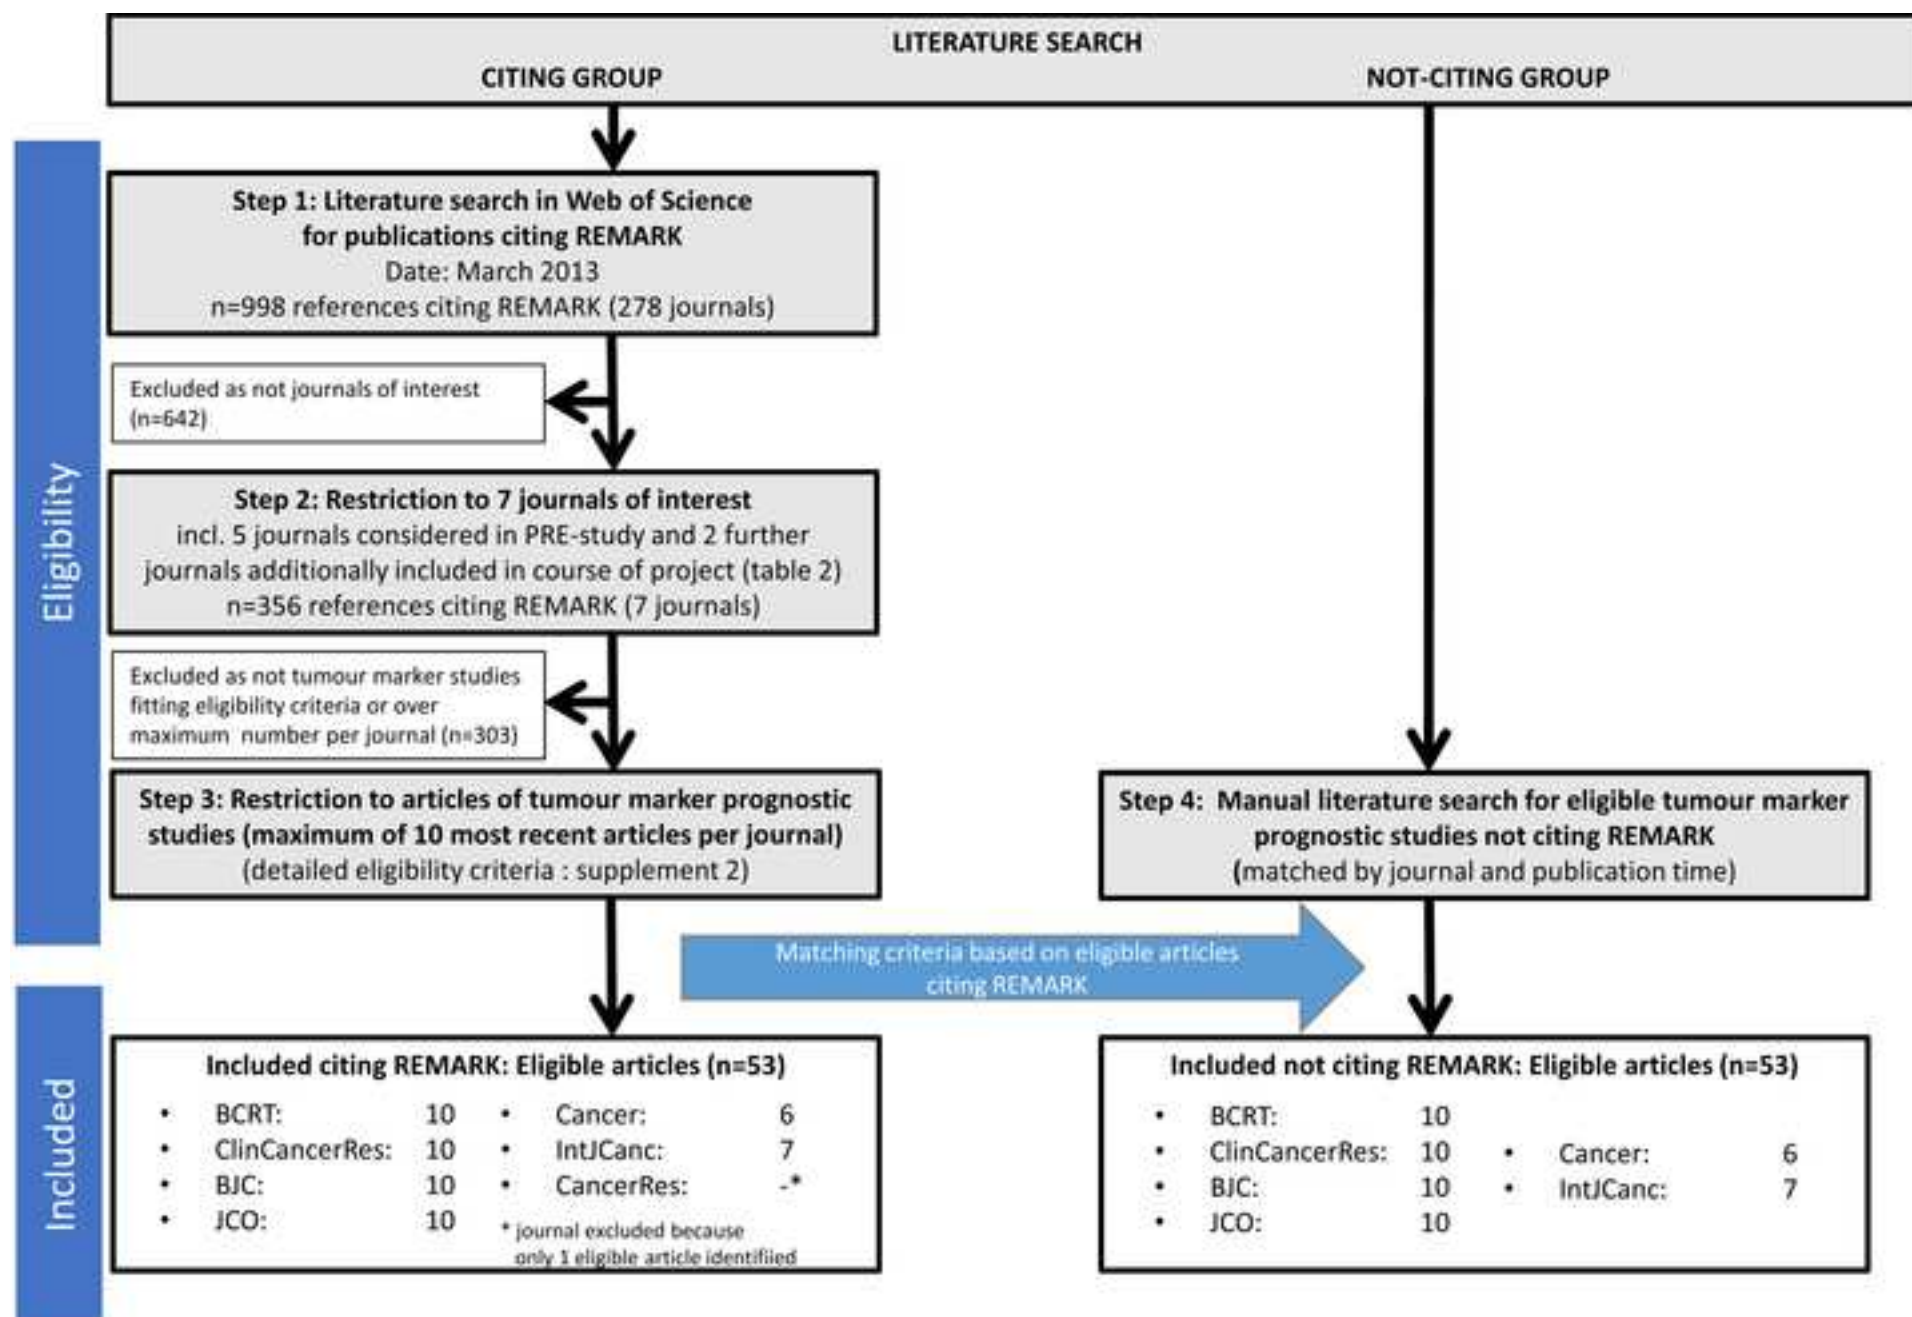 LITERATURE SEARCH
CITING GROUP
NOT-CITING GROUP
Eligibility
Step 1: Literature search in Web of Science
for publications citing REMARK
Date: March 2013
n=998 references citing REMARK (278 journals)
Excluded as not journals of interest
(n=642)
Step 2: Restriction to 7 journals of interest
incl. 5 journals considered in PRE-study and 2 further
journals additionally included in course of project (table 2)
n=356 references citing REMARK (7 journals)
Excluded as not tumour marker studies
fitting eligibility criteria or over
maximum number per journal (n=303)
Step 3: Restriction to articles of tumour marker prognostic
studies (maximum of 10 most recent articles per journal)
(detailed eligibility criteria : supplement 2)
Step 4: Manual literature search for eligible tumour marker
prognostic studies not citing REMARK
(matched by journal and publication time)
Matching criteria based on eligible articles
citing REMARK
Included
Included citing REMARK: Eligible articles (n=53)
• BCRT: 10
• ClinCancerRes: 10
• BJC: 10
• JCO: 10
• Cancer: 6
• IntJCanc: 7
• CancerRes: -*
* journal excluded because
only 1 eligible article identifiied
Included not citing REMARK: Eligible articles (n=53)
• BCRT: 10
• ClinCancerRes: 10
• BJC: 10
• JCO: 10
• Cancer: 6
• IntJCanc: 7